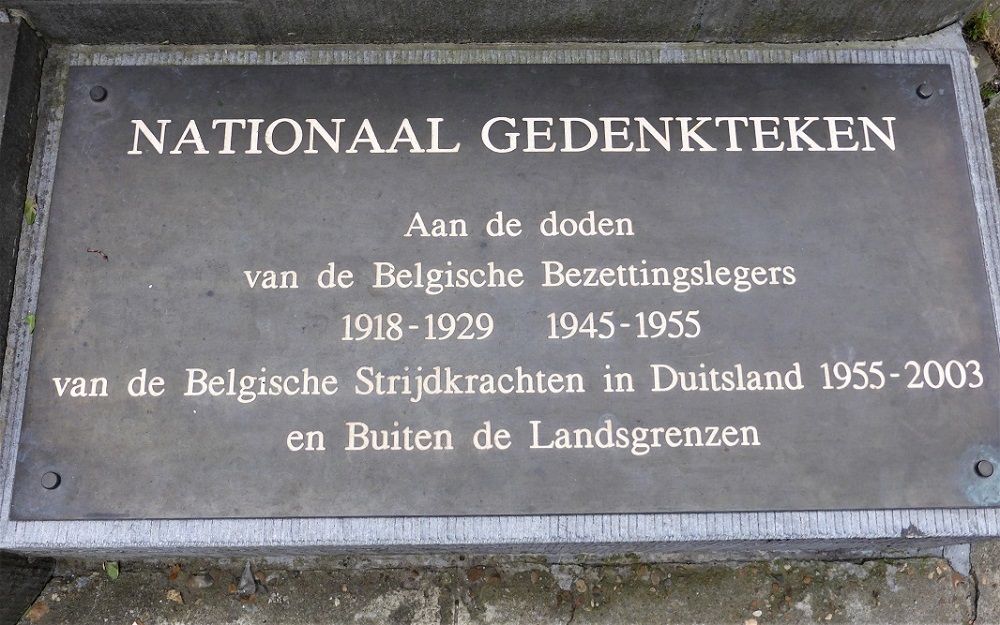 NATIONAAL GEDENKTEKEN
Aan de doden
van de Belgische Bezettingslegers
1918-1929 1945-1955
van de Belgische Strijdkrachten in Duitsland 1955-2003
en Buiten de Landsgrenzen